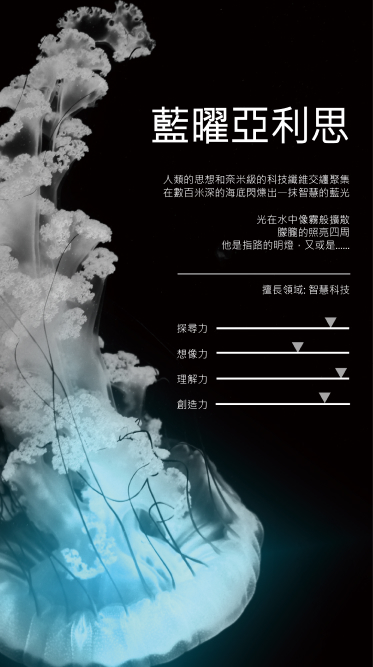 藍曜亞利思
人類的思想和奈米級的科技纖維交纏聚集
在數百米深的海底閃爍出一抹智慧的藍光
光在水中像霧般擴散
朦朧的照亮四周
他是指路的明燈，又或是......
擅長領域: 智慧科技
探尋力
想像力
理解力
創造力